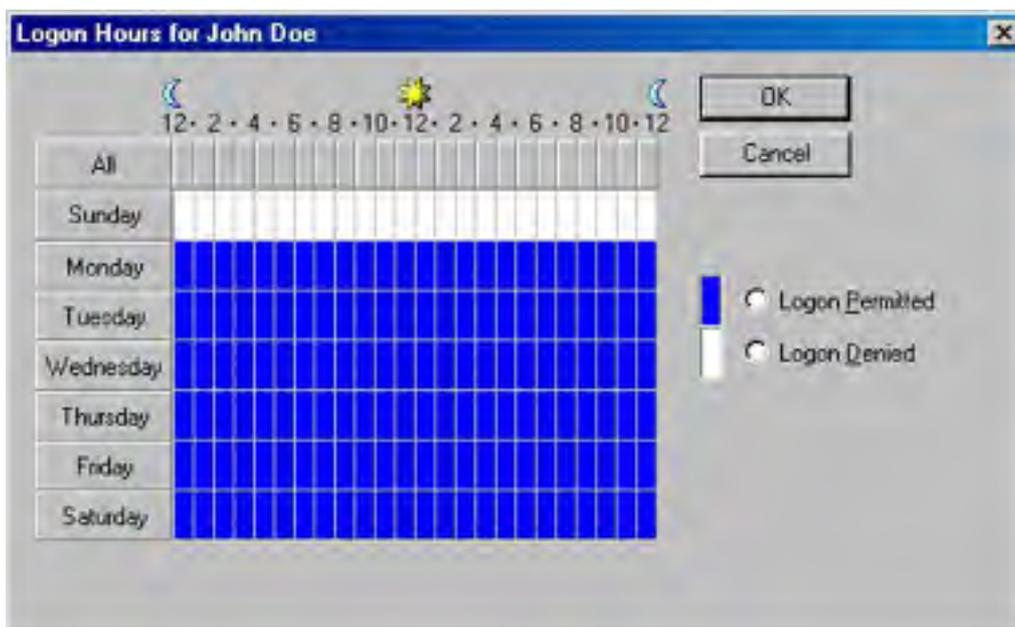 Logon Hours for John Doe
12 · 2 · 4 · 6 · 8 · 10 · 12 · 2 · 4 · 6 · 8 · 10 · 12
OK
Cancel
All
Sunday
Monday
Tuesday
Wednesday
Thursday
Friday
Saturday
Logon Permitted
Logon Denied